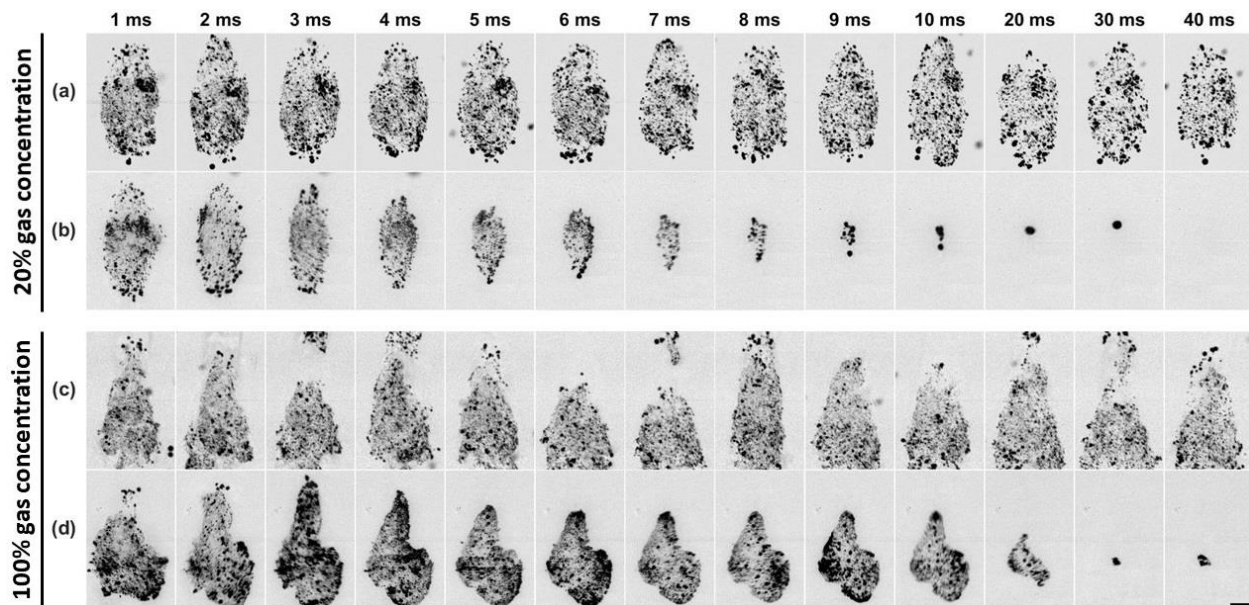 1 ms 2 ms 3 ms 4 ms 5 ms 6 ms 7 ms 8 ms 9 ms 10 ms 20 ms 30 ms 40 ms
20% gas concentration
(a)
(b)
100% gas concentration
(c)
(d)